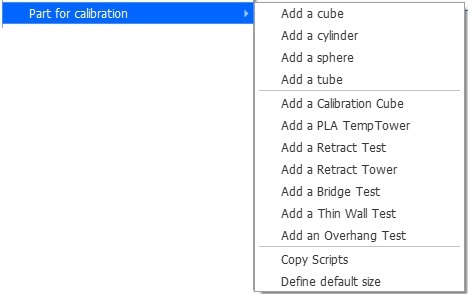 Part for calibration
Add a cube
Add a cylinder
Add a sphere
Add a tube
Add a Calibration Cube
Add a PLA TempTower
Add a Retract Test
Add a Retract Tower
Add a Bridge Test
Add a Thin Wall Test
Add an Overhang Test
Copy Scripts
Define default size